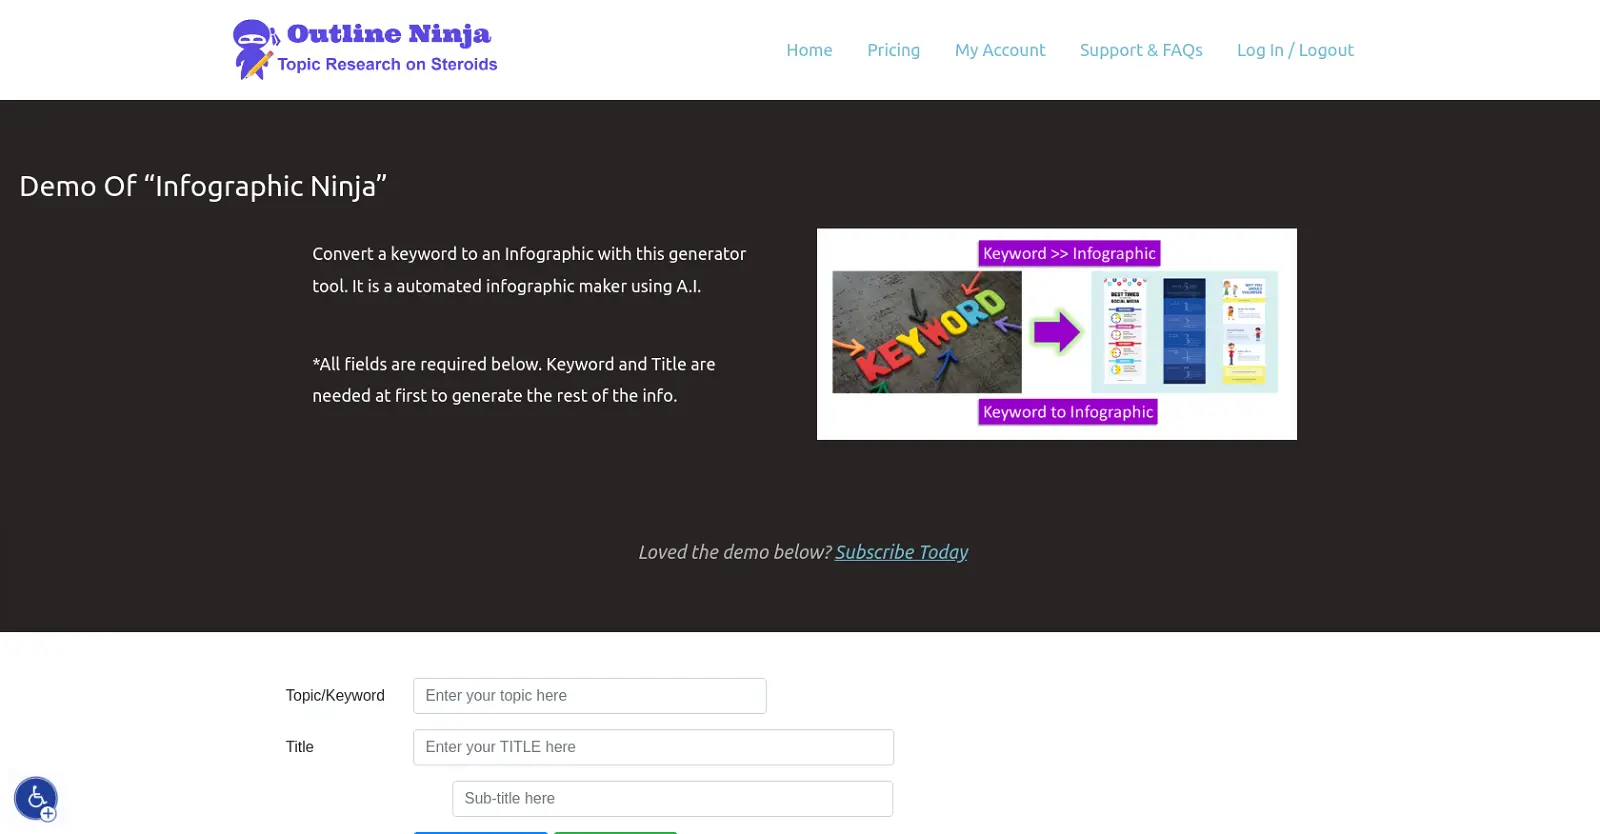 Outline Ninja
Topic Research on Steroids
Home
Pricing
My Account
Support & FAQs
Log In / Logout
Demo Of “Infographic Ninja”
Convert a keyword to an Infographic with this generator
tool. It is a automated infographic maker using A.I.
*All fields are required below. Keyword and Title are
needed at first to generate the rest of the info.
Keyword >> Infographic
KEYWORD
BEST TIMES
SOCIAL MEDIA
Keyword to Infographic
Loved the demo below? Subscribe Today
Topic/Keyword
Enter your topic here
Title
Enter your TITLE here
Sub-title here